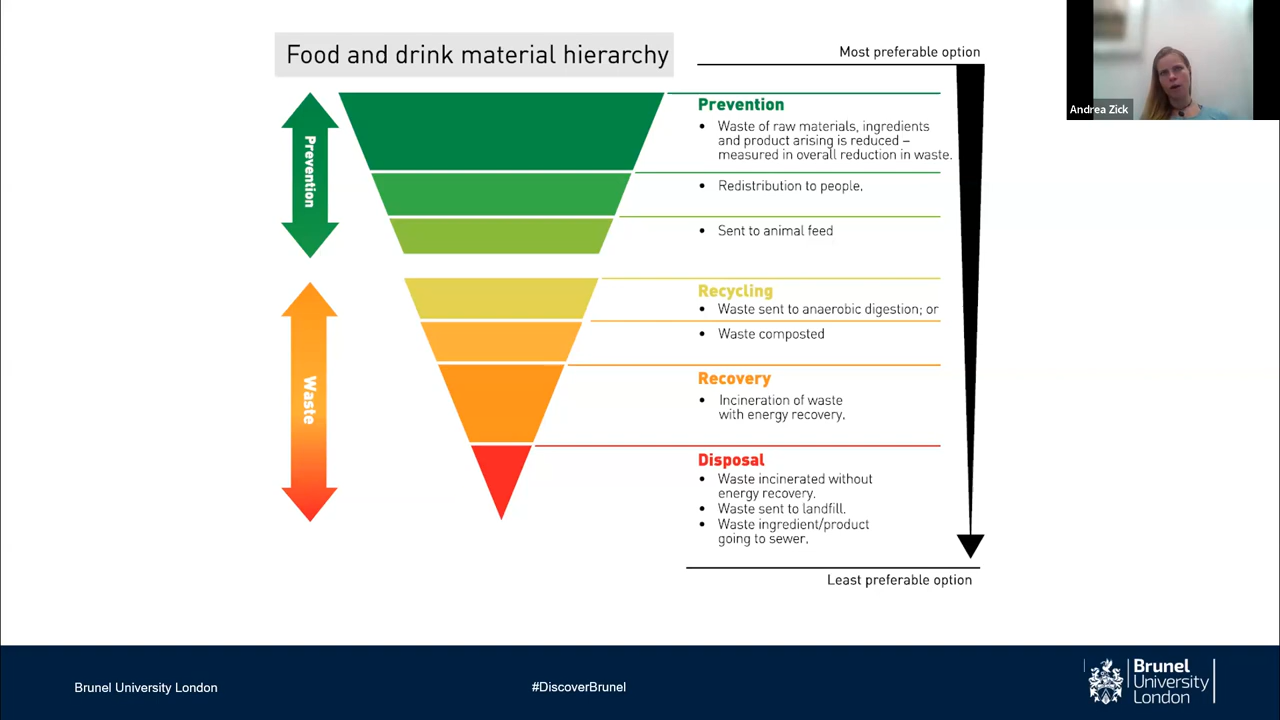 Food and drink material hierarchy
Most preferable option
Andrea Zick
Prevention
Prevention
• Waste of raw materials, ingredients
and product arising is reduced –
measured in overall reduction in waste.
• Redistribution to people.
• Sent to animal feed
Waste
Recycling
• Waste sent to anaerobic digestion; or
• Waste composted
Recovery
• Incineration of waste
with energy recovery.
Disposal
• Waste incinerated without
energy recovery.
• Waste sent to landfill.
• Waste ingredient/product
going to sewer.
Least preferable option
Brunel University London
#DiscoverBrunel
Brunel
University
London